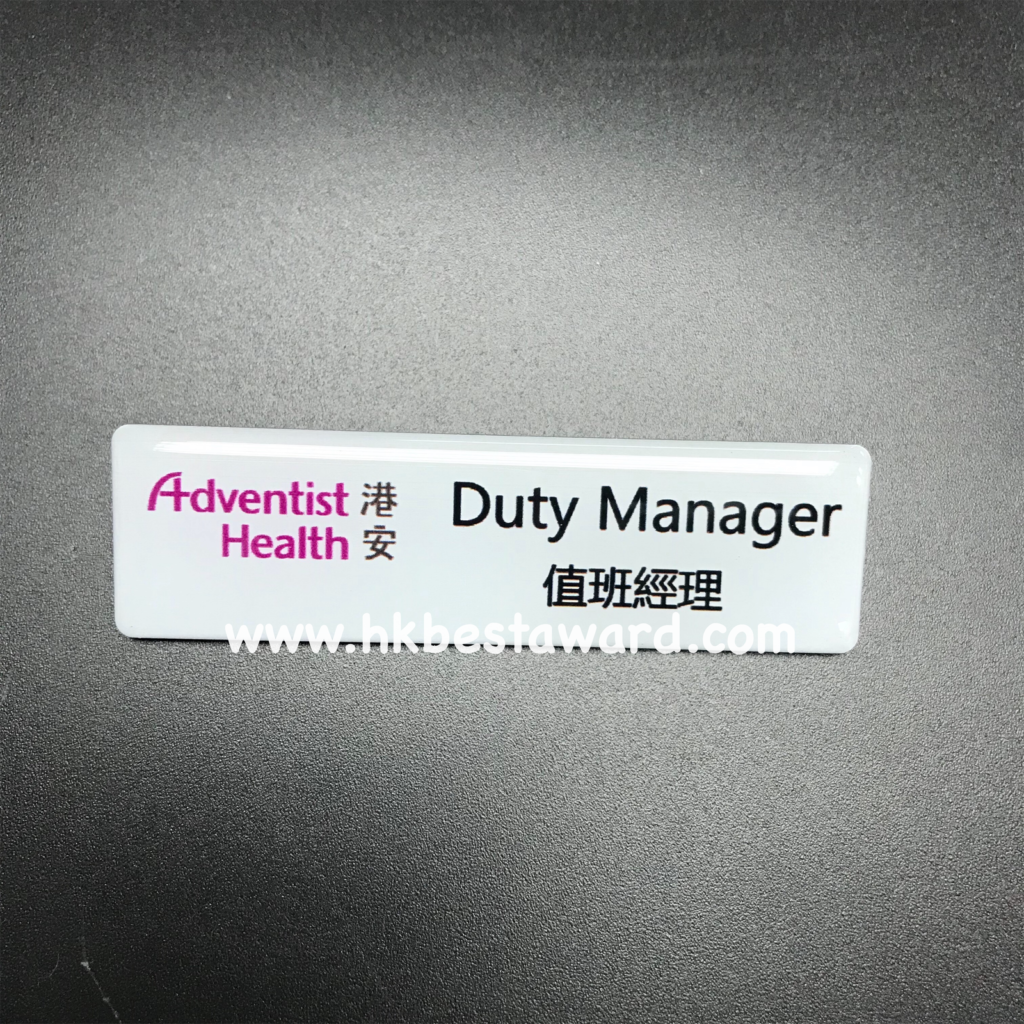 Adventist 港
Health 安
Duty Manager
值班經理
www.hkbestaward.com